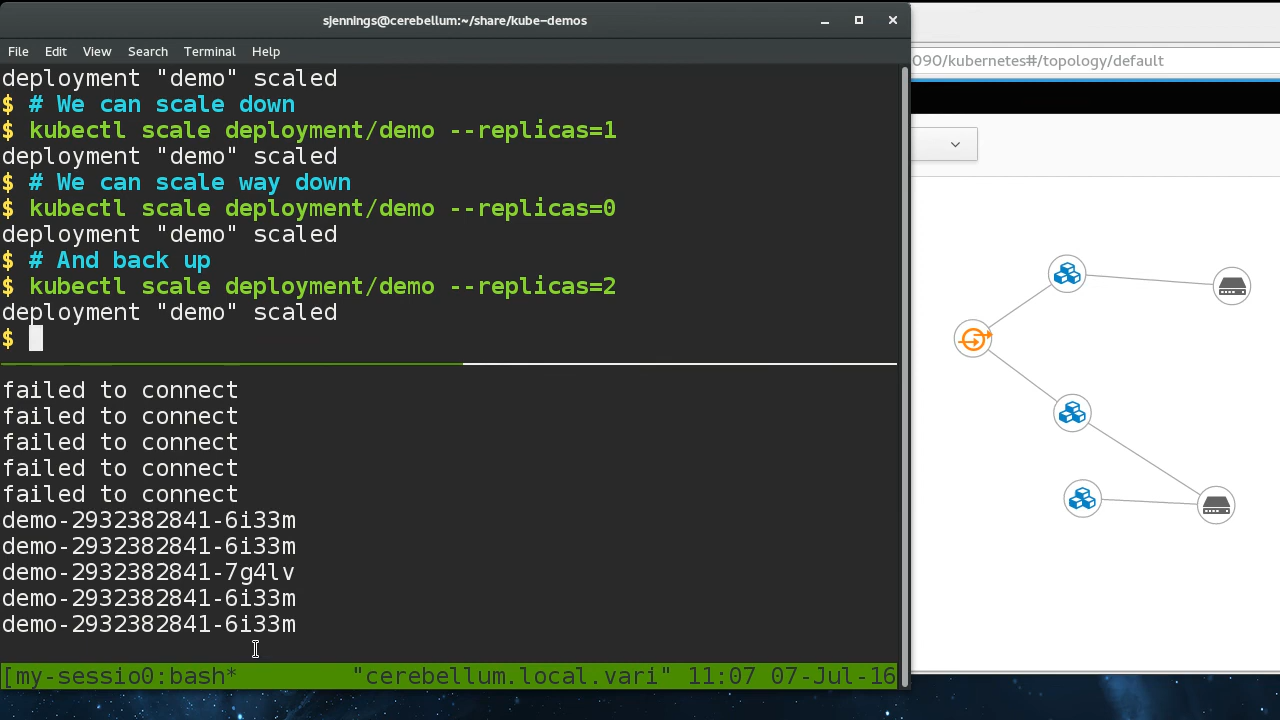 sjennings@cerebellum:~/share/kube-demos
File Edit View Search Terminal Help
deployment "demo" scaled
$ # We can scale down
$ kubectl scale deployment/demo --replicas=1
deployment "demo" scaled
$ # We can scale way down
$ kubectl scale deployment/demo --replicas=0
deployment "demo" scaled
$ # And back up
$ kubectl scale deployment/demo --replicas=2
deployment "demo" scaled
$
failed to connect
failed to connect
failed to connect
failed to connect
failed to connect
demo-2932382841-6i33m
demo-2932382841-6i33m
demo-2932382841-7g4lv
demo-2932382841-6i33m
demo-2932382841-6i33m
[my-sessio0:bash* "cerebellum.local.vari" 11:07 07-Jul-16
090/kubernetes#/topology/default